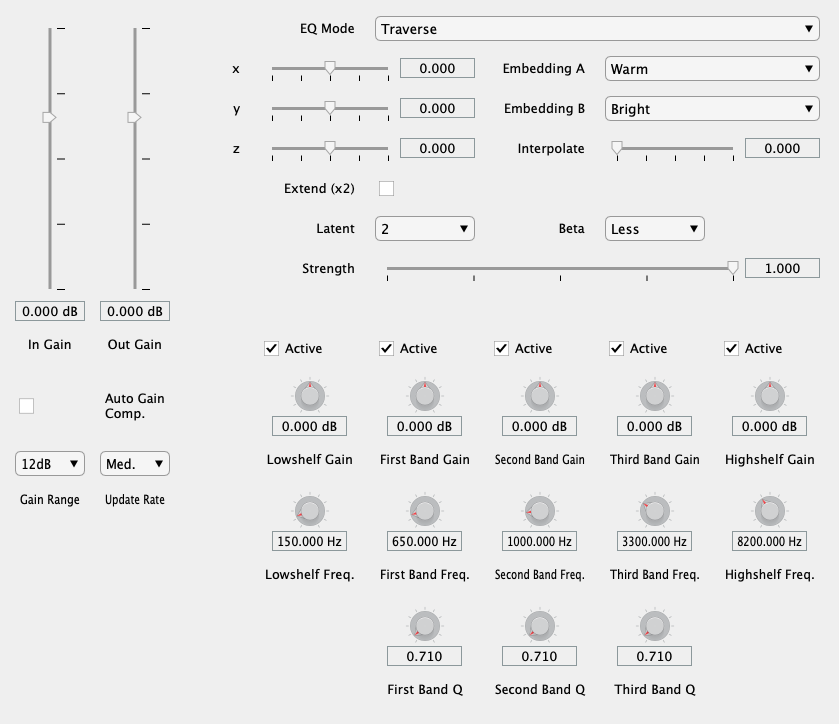 EQ Mode Traverse
x 0.000 Embedding A Warm
y 0.000 Embedding B Bright
z 0.000 Interpolate 0.000
Extend (x2)
Latent 2 Beta Less
Strength 1.000
0.000 dB 0.000 dB
In Gain Out Gain
Active Active Active Active Active
Auto Gain
Comp.
0.000 dB 0.000 dB 0.000 dB 0.000 dB 0.000 dB
Lowshelf Gain First Band Gain Second Band Gain Third Band Gain Highshelf Gain
12dB Med.
Gain Range Update Rate
150.000 Hz 650.000 Hz 1000.000 Hz 3300.000 Hz 8200.000 Hz
Lowshelf Freq. First Band Freq. Second Band Freq. Third Band Freq. Highshelf Freq.
0.710 0.710 0.710
First Band Q Second Band Q Third Band Q